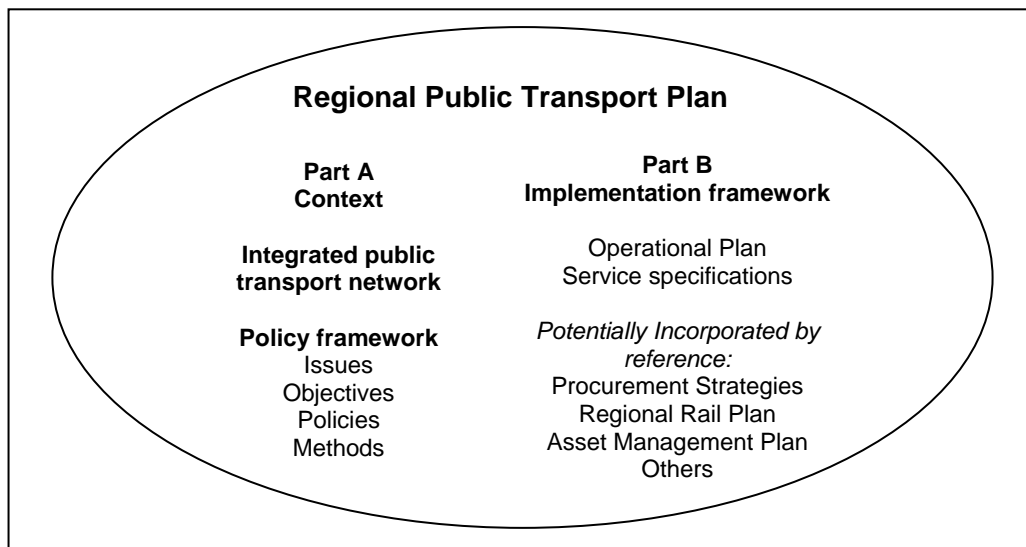 Regional Public Transport Plan
Part A
Context
Integrated public
transport network
Policy framework
Issues
Objectives
Policies
Methods
Part B
Implementation framework
Operational Plan
Service specifications
Potentially Incorporated by
reference:
Procurement Strategies
Regional Rail Plan
Asset Management Plan
Others